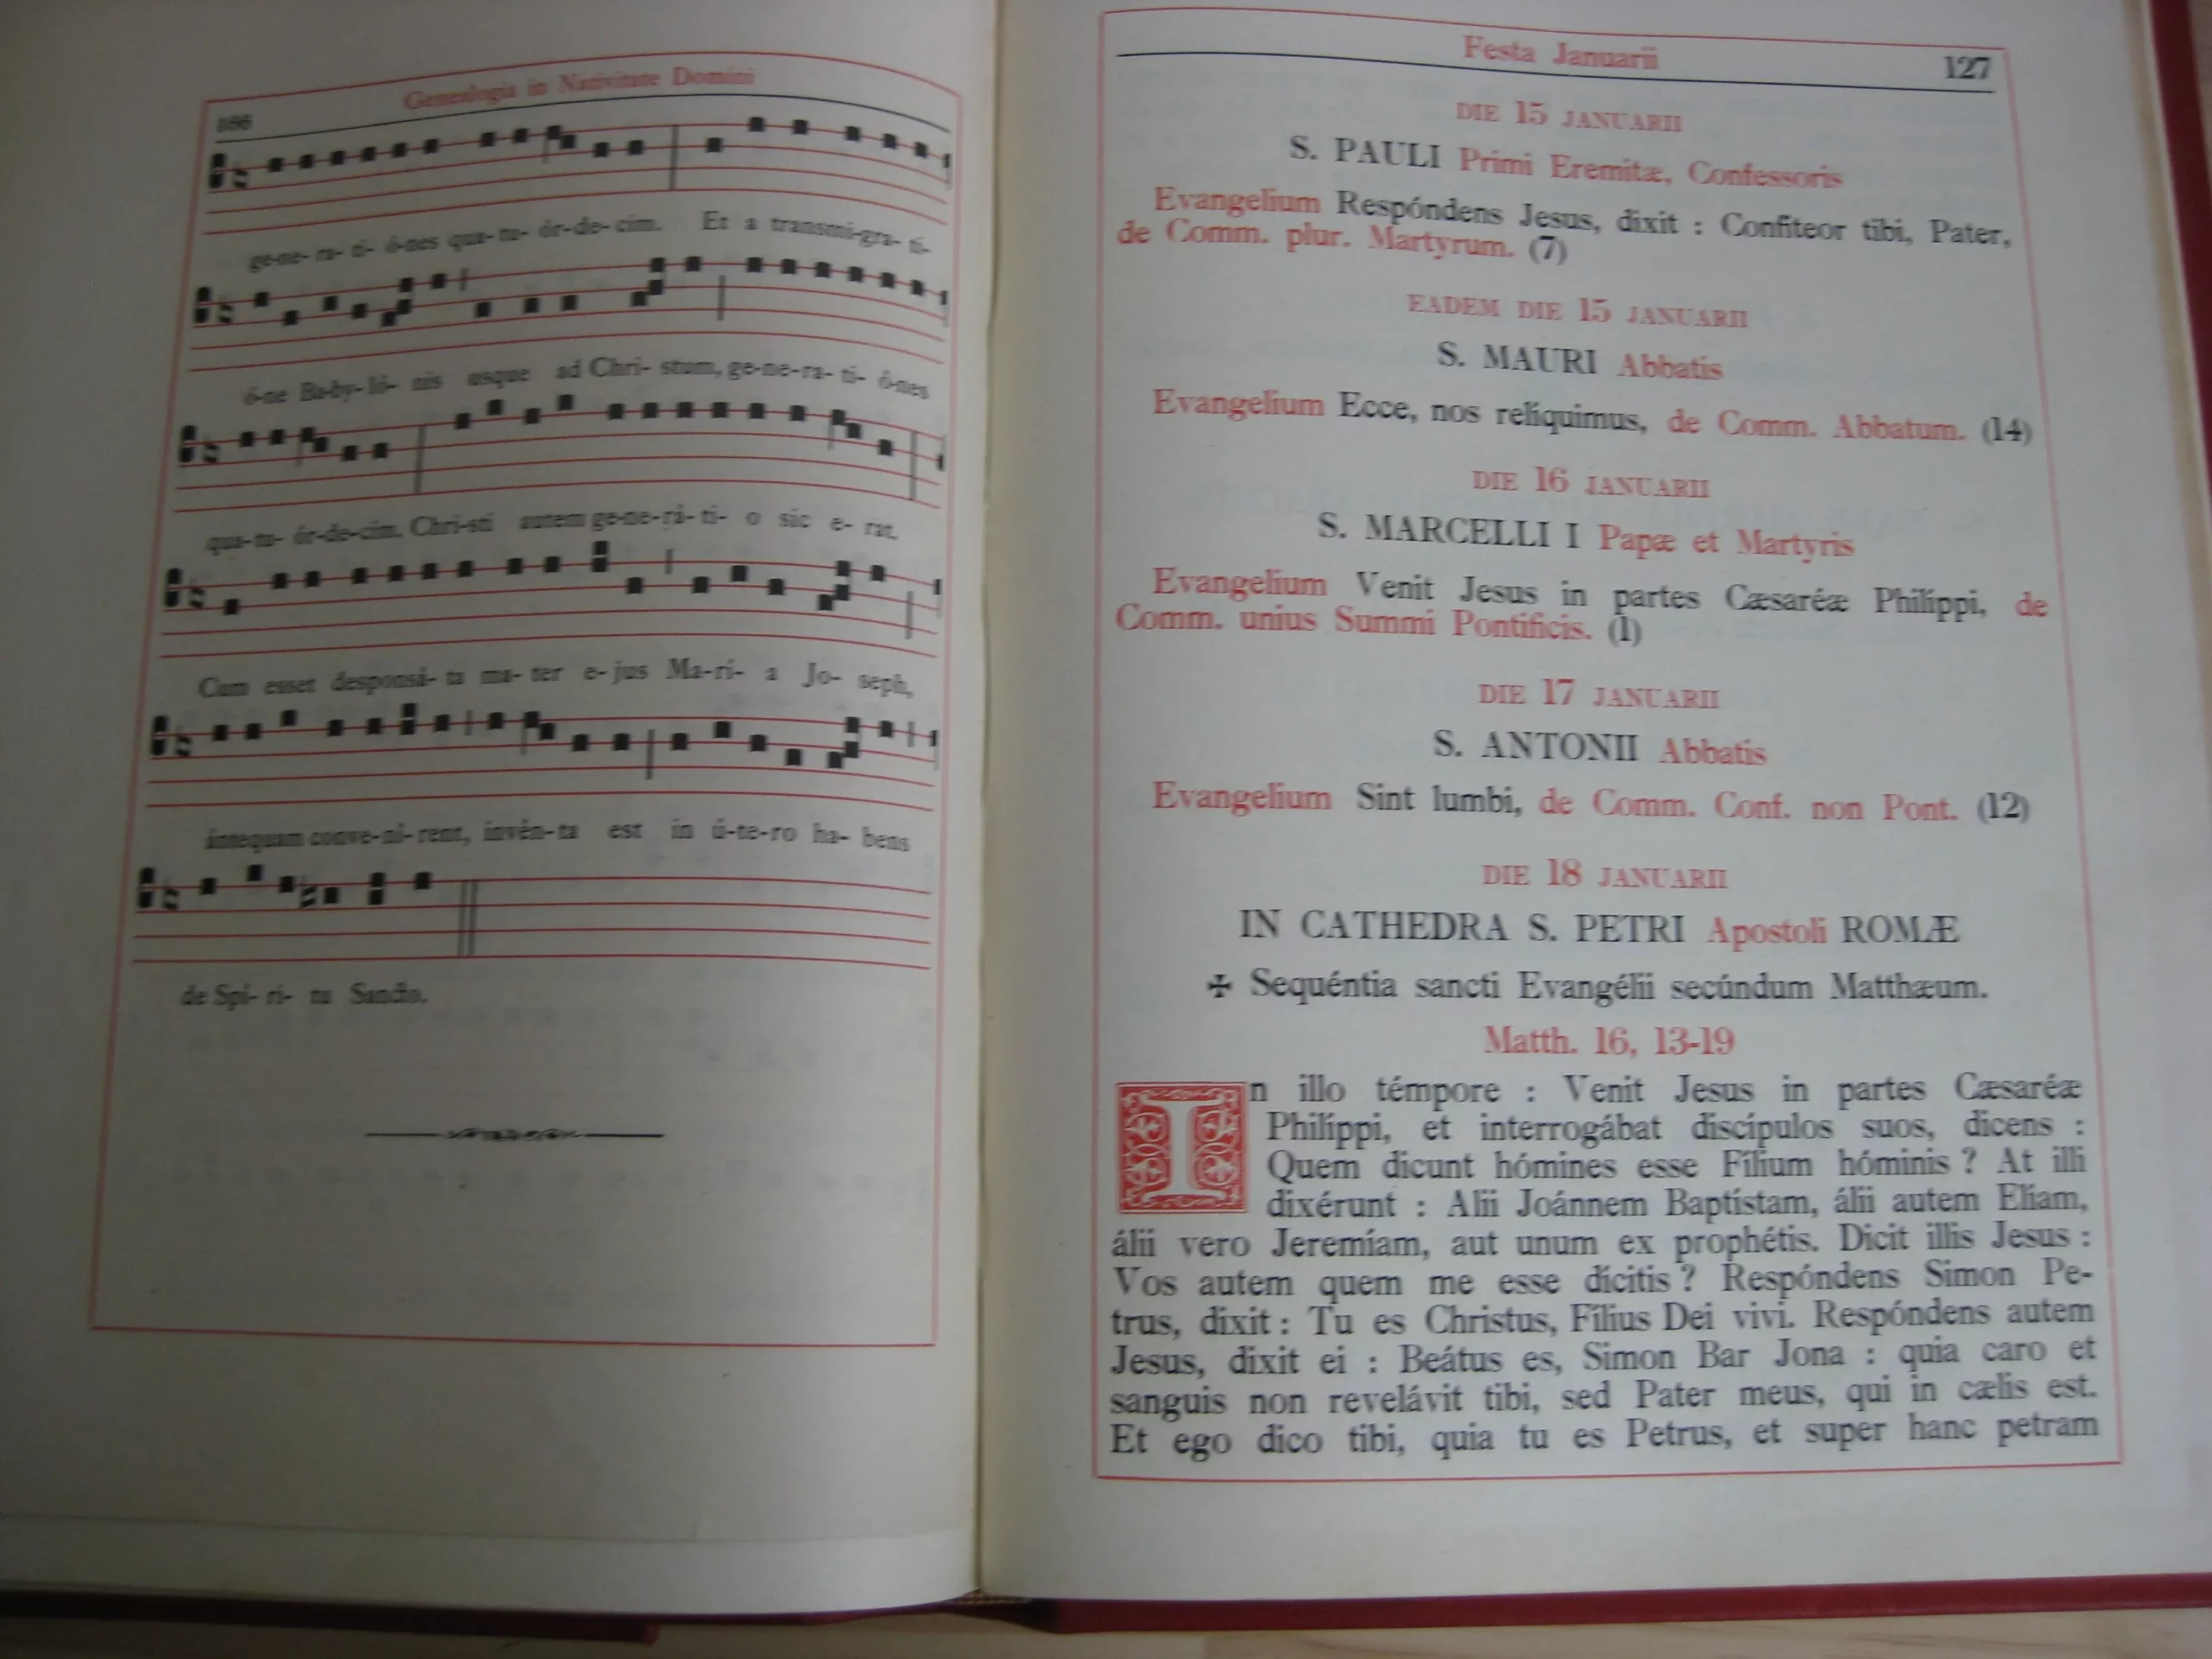 Genealogia in Nativitate Domini
ge-ne- ra- ti- ó-nes qua-tu- ór-de-cim. Et a transmi-gra- ti-
ó-ne Ba-by-ló- nis usque ad Chri- stum, ge-ne-ra- ti- ó-nes
qua-tu- ór-de-cim. Chri-sti autem ge-ne-rá-ti- o sic e- rat.
Cum esset desponsá- ta ma- ter e-jus Ma-rí- a Jo- seph,
ántequam conve-ní-rent, invén-ta est in ú-te-ro ha- bens
de Spí- ri- tu Sancto.
Festa Januarii 127
DIE 15 JANUARII
S. PAULI Primi Eremitæ, Confessoris
Evangelium Respóndens Jesus, dixit : Confiteor tibi, Pater,
de Comm. plur. Martyrum. (7)
EADEM DIE 15 JANUARII
S. MAURI Abbatis
Evangelium Ecce, nos relíquimus, de Comm. Abbatum. (14)
DIE 16 JANUARII
S. MARCELLI I Papæ et Martyris
Evangelium Venit Jesus in partes Cæsaréæ Philíppi, de
Comm. unius Summi Pontificis. (1)
DIE 17 JANUARII
S. ANTONII Abbatis
Evangelium Sint lumbi, de Comm. Conf. non Pont. (12)
DIE 18 JANUARII
IN CATHEDRA S. PETRI Apostoli ROMÆ
✠ Sequéntia sancti Evangélii secúndum Matthæum.
Matth. 16, 13-19
In illo témpore : Venit Jesus in partes Cæsaréæ
Philíppi, et interrogábat discípulos suos, dicens :
Quem dicunt hómines esse Fílium hóminis ? At illi
dixérunt : Alii Joánnem Baptístam, álii autem Elíam,
álii vero Jeremíam, aut unum ex prophétis. Dicit illis Jesus :
Vos autem quem me esse dícitis ? Respóndens Simon Pe-
trus, dixit : Tu es Christus, Fílius Dei vivi. Respóndens autem
Jesus, dixit ei : Beátus es, Simon Bar Jona : quia caro et
sanguis non revelávit tibi, sed Pater meus, qui in cælis est.
Et ego dico tibi, quia tu es Petrus, et super hanc petram